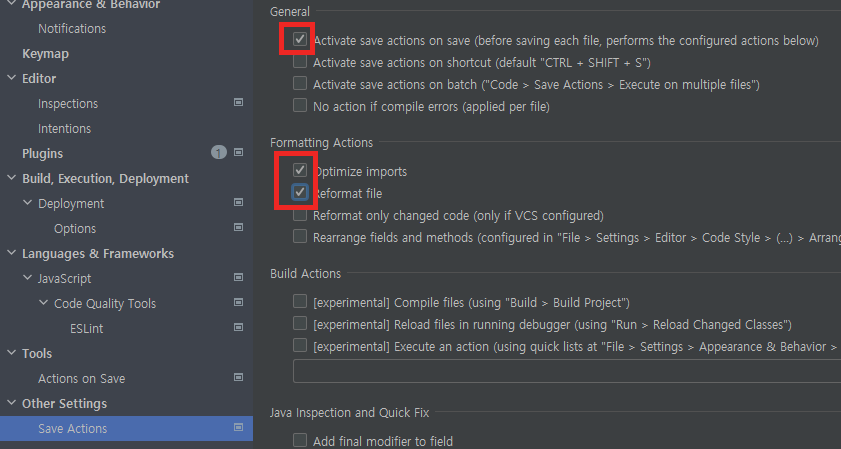 Appearance & Behavior
Notifications
Keymap
Editor
Inspections
Intentions
Plugins
1
Build, Execution, Deployment
Deployment
Options
Languages & Frameworks
JavaScript
Code Quality Tools
ESLint
Tools
Actions on Save
Other Settings
Save Actions
General
Activate save actions on save (before saving each file, performs the configured actions below)
Activate save actions on shortcut (default "CTRL + SHIFT + S")
Activate save actions on batch ("Code > Save Actions > Execute on multiple files")
No action if compile errors (applied per file)
Formatting Actions
Optimize imports
Reformat file
Reformat only changed code (only if VCS configured)
Rearrange fields and methods (configured in "File > Settings > Editor > Code Style > (...) > Arran
Build Actions
[experimental] Compile files (using "Build > Build Project")
[experimental] Reload files in running debugger (using "Run > Reload Changed Classes")
[experimental] Execute an action (using quick lists at "File > Settings > Appearance & Behavior >
Java Inspection and Quick Fix
Add final modifier to field